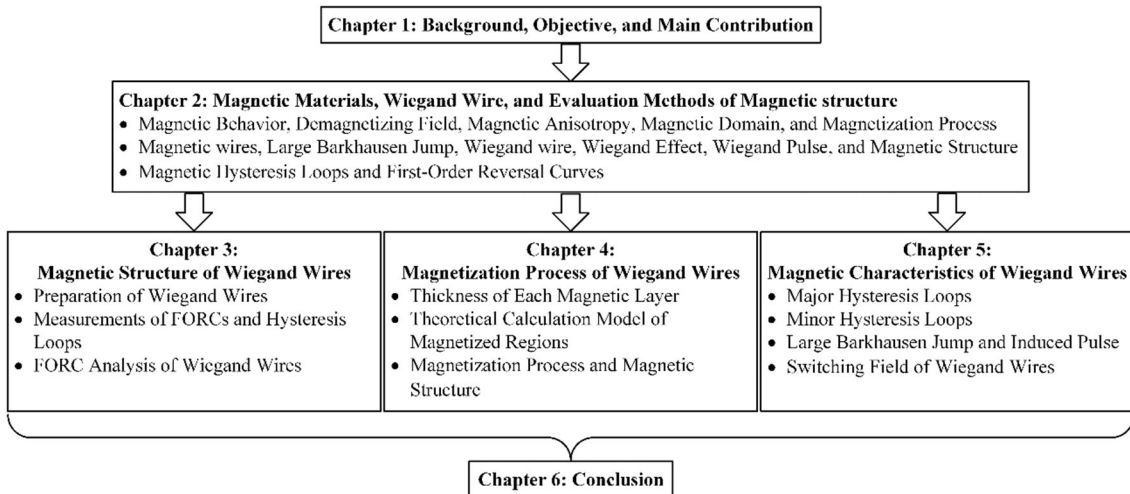 Chapter 1: Background, Objective, and Main Contribution
Chapter 2: Magnetic Materials, Wiegand Wire, and Evaluation Methods of Magnetic structure
• Magnetic Behavior, Demagnetizing Field, Magnetic Anisotropy, Magnetic Domain, and Magnetization Process
• Magnetic wires, Large Barkhausen Jump, Wiegand wire, Wiegand Effect, Wiegand Pulse, and Magnetic Structure
• Magnetic Hysteresis Loops and First-Order Reversal Curves
Chapter 3:
Magnetic Structure of Wiegand Wires
• Preparation of Wiegand Wires
• Measurements of FORCs and Hysteresis
Loops
• FORC Analysis of Wiegand Wires
Chapter 4:
Magnetization Process of Wiegand Wires
• Thickness of Each Magnetic Layer
• Theoretical Calculation Model of
Magnetized Regions
• Magnetization Process and Magnetic
Structure
Chapter 5:
Magnetic Characteristics of Wiegand Wires
• Major Hysteresis Loops
• Minor Hysteresis Loops
• Large Barkhausen Jump and Induced Pulse
• Switching Field of Wiegand Wires
Chapter 6: Conclusion